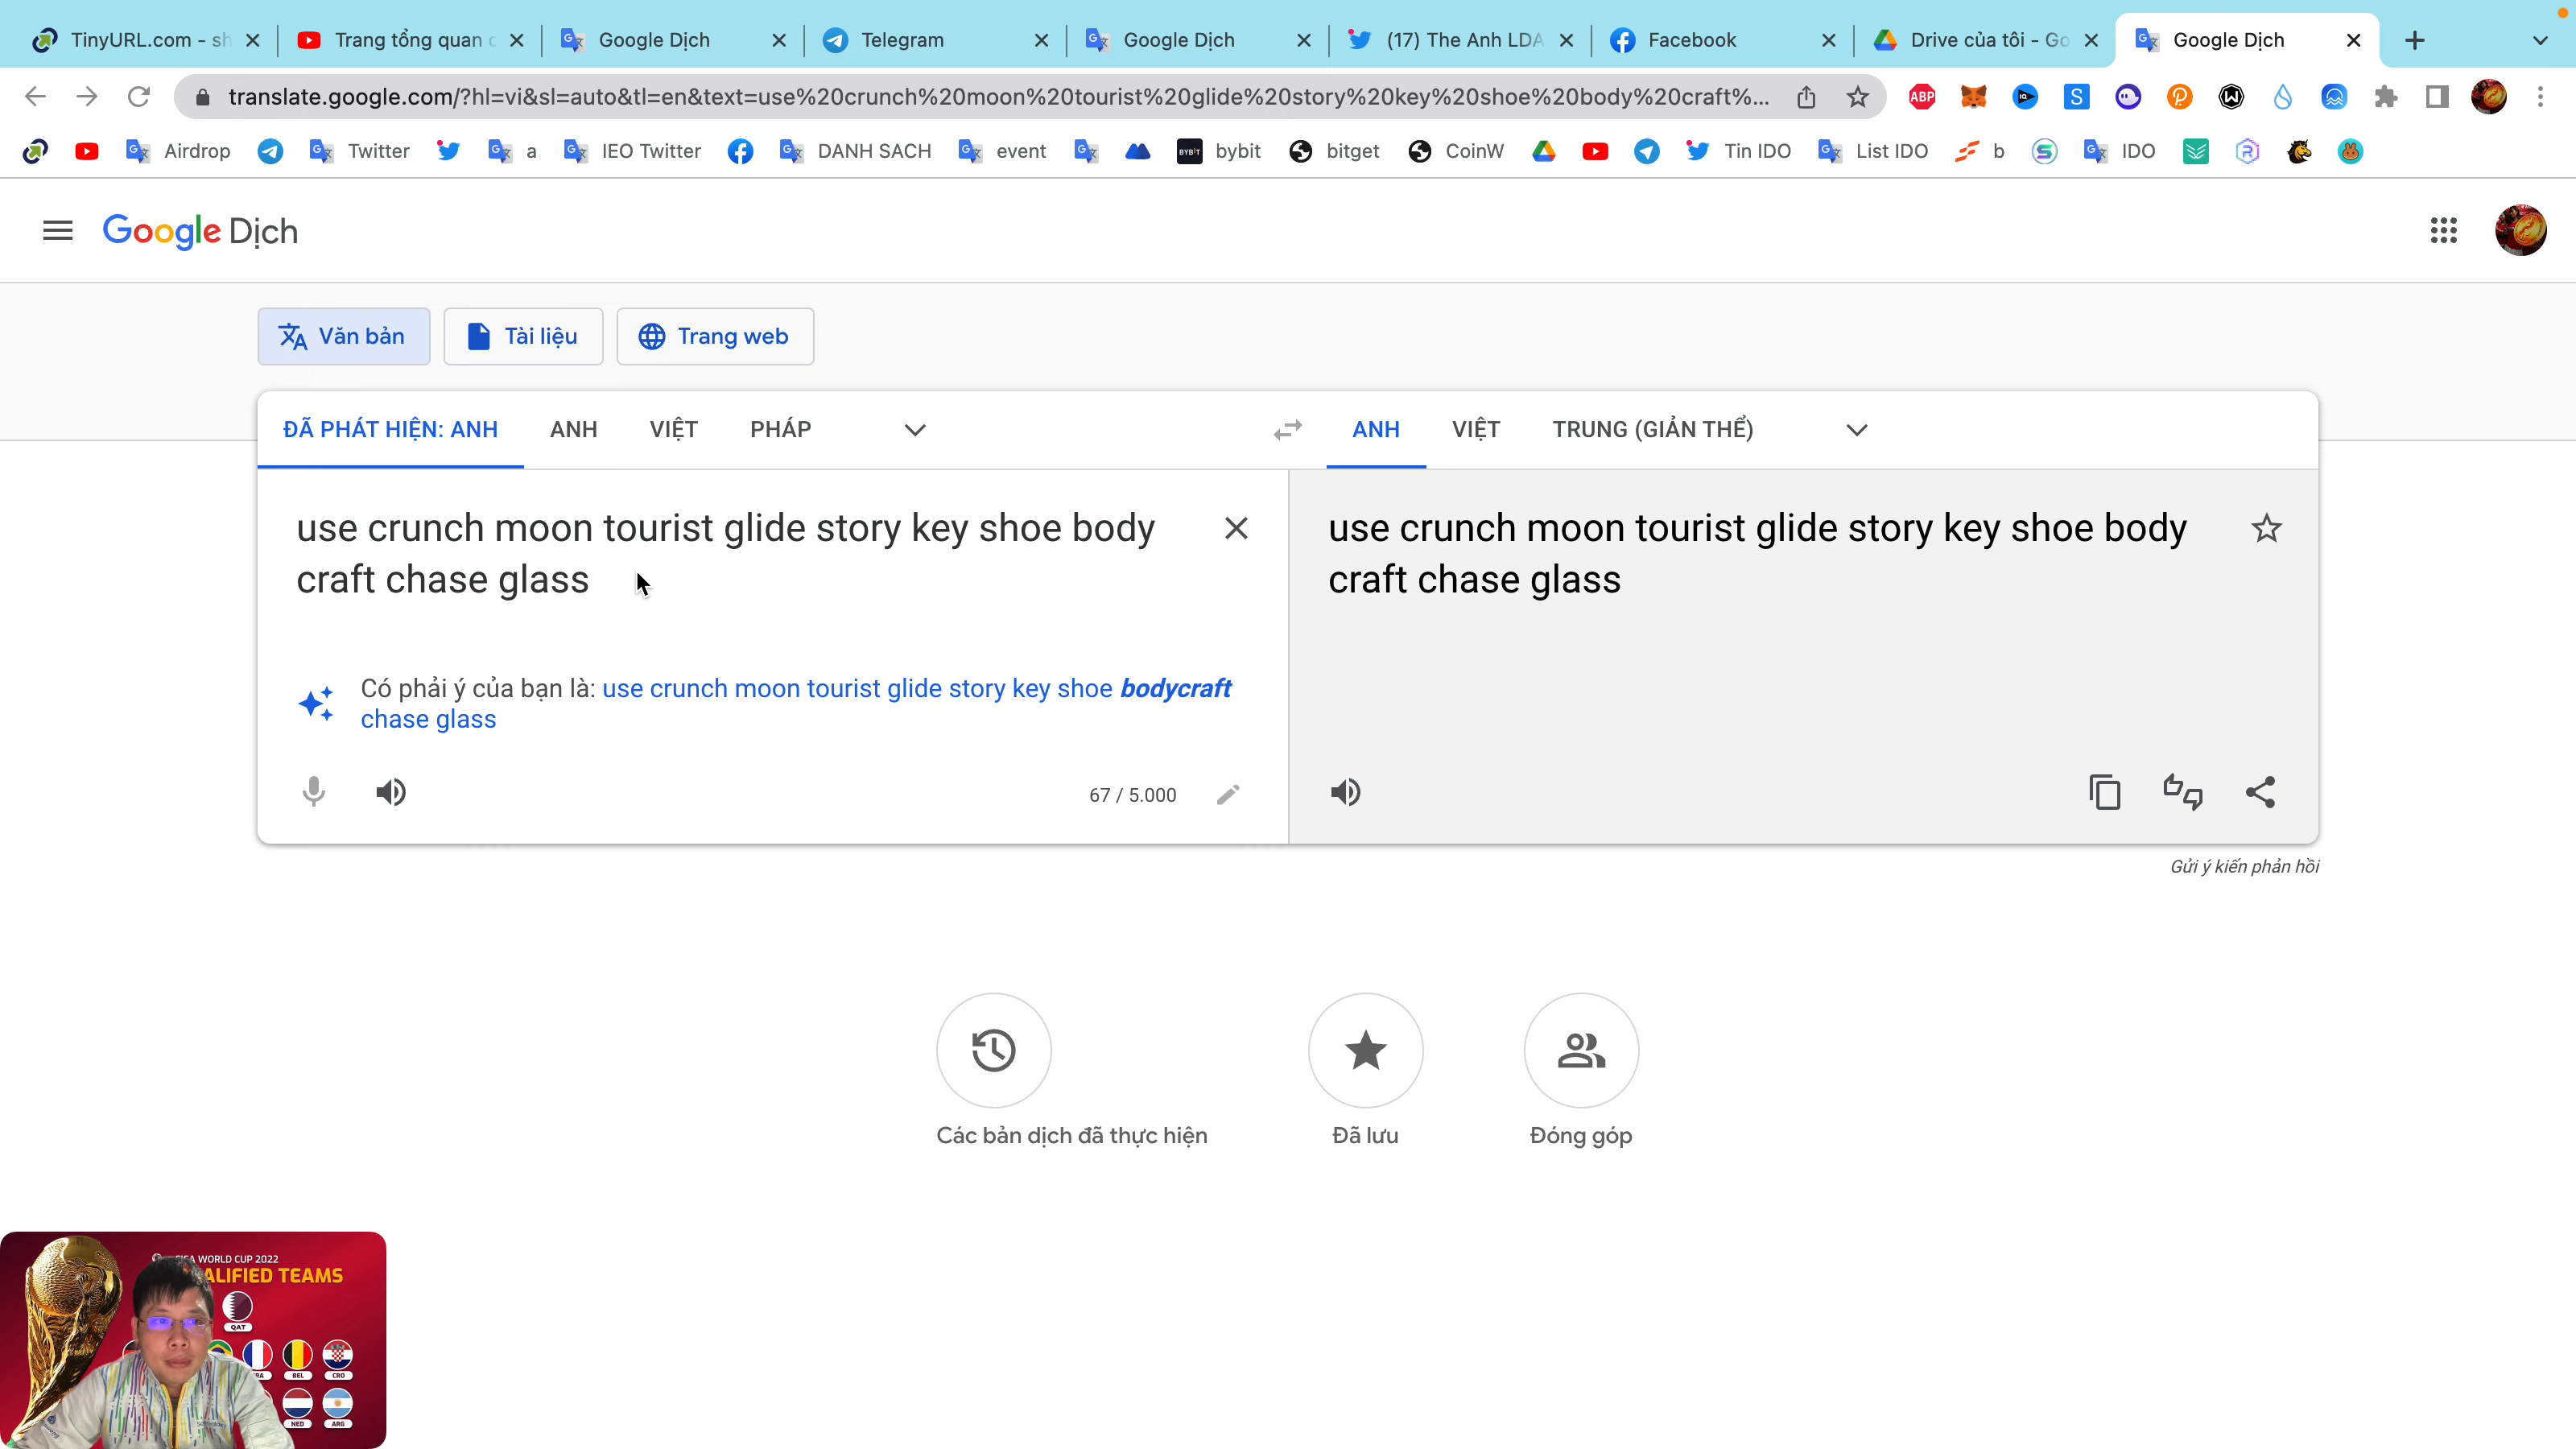 TinyURL.com - sh
Trang tổng quan c
Google Dịch
Telegram
Google Dịch
(17) The Anh LDA
Facebook
Drive của tôi - Go
Google Dịch
translate.google.com/?hl=vi&sl=auto&tl=en&text=use%20crunch%20moon%20tourist%20glide%20story%20key%20shoe%20body%20craft%...
ABP
Airdrop
Twitter
a
IEO Twitter
DANH SACH
event
bybit
bitget
CoinW
Tin IDO
List IDO
b
IDO
Google Dịch
Văn bản
Tài liệu
Trang web
ĐÃ PHÁT HIỆN: ANH
ANH
VIỆT
PHÁP
ANH
VIỆT
TRUNG (GIẢN THỂ)
use crunch moon tourist glide story key shoe body
craft chase glass
use crunch moon tourist glide story key shoe body
craft chase glass
Có phải ý của bạn là: use crunch moon tourist glide story key shoe bodycraft
chase glass
67 / 5.000
Gửi ý kiến phản hồi
Các bản dịch đã thực hiện
Đã lưu
Đóng góp
WORLD CUP 2022
ALIFIED TEAMS
QAT
BEL
CRO
NED
ARG